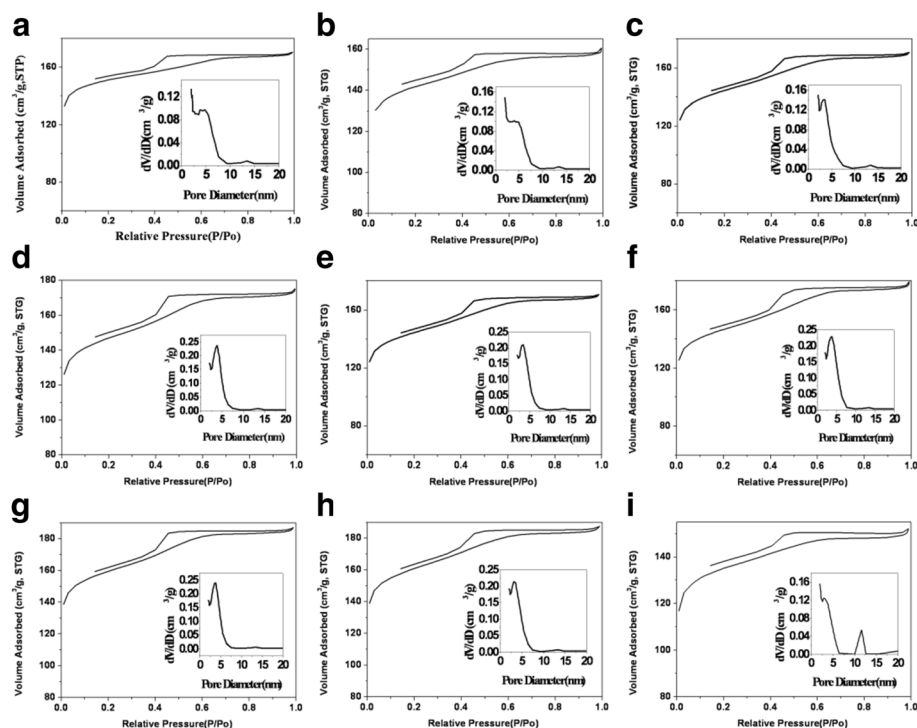 a
Volume Adsorbed (cm³/g,STP)
160
140
120
100
80
0.0 0.2 0.4 0.6 0.8 1.0
Relative Pressure(P/Po)
dV/dD(cm ³/g)
0.12
0.08
0.04
0.00
5 10 15 20
Pore Diameter(nm)
b
Volume Adsorbed (cm³/g, STG)
160
140
120
100
80
0.0 0.2 0.4 0.6 0.8 1.0
Relative Pressure(P/Po)
dV/dD(cm ³/g)
0.16
0.12
0.08
0.04
0.00
5 10 15 20
Pore Diameter(nm)
c
Volume Adsorbed (cm³/g, STG)
160
140
120
100
80
0.0 0.2 0.4 0.6 0.8 1.0
Relative Pressure(P/Po)
dV/dD(cm ³/g)
0.16
0.12
0.08
0.04
0.00
0 5 10 15 20
Pore Diameter(nm)
d
Volume Adsorbed (cm³/g, STG)
180
160
140
120
100
80
0.0 0.2 0.4 0.6 0.8 1.0
Relative Pressure(P/Po)
dV/dD(cm ³/g)
0.25
0.20
0.15
0.10
0.05
0.00
0 5 10 15 20
Pore Diameter(nm)
e
Volume Adsorbed (cm³/g, STG)
160
140
120
100
80
0.0 0.2 0.4 0.6 0.8 1.0
Relative Pressure(P/Po)
dV/dD(cm ³/g)
0.25
0.20
0.15
0.10
0.05
0.00
0 5 10 15 20
Pore Diameter(nm)
f
Volume Adsorbed (cm³/g, STG)
180
160
140
120
100
80
0.0 0.2 0.4 0.6 0.8 1.0
Relative Pressure(P/Po)
dV/dD(cm ³/g)
0.25
0.20
0.15
0.10
0.05
0.00
0 5 10 15 20
Pore Diameter(nm)
g
Volume Adsorbed (cm³/g, STG)
180
160
140
120
100
0.0 0.2 0.4 0.6 0.8 1.0
Relative Pressure(P/Po)
dV/dD(cm ³/g)
0.25
0.20
0.15
0.10
0.05
0.00
0 5 10 15 20
Pore Diameter(nm)
h
Volume Adsorbed (cm³/g, STG)
180
160
140
120
100
0.0 0.2 0.4 0.6 0.8 1.0
Relative Pressure(P/Po)
dV/dD(cm ³/g)
0.25
0.20
0.15
0.10
0.05
0.00
0 5 10 15 20
Pore Diameter(nm)
i
Volume Adsorbed (cm³/g, STG)
140
120
100
80
0.0 0.2 0.4 0.6 0.8 1.0
Relative Pressure(P/Po)
dV/dD(cm ³/g)
0.16
0.12
0.08
0.04
0.00
0 5 10 15 20
Pore Diameter(nm)